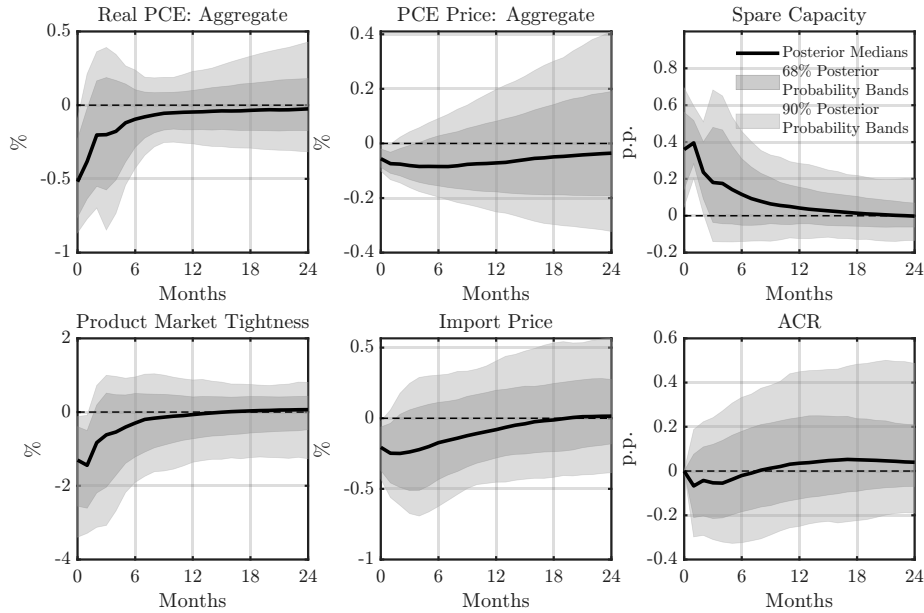 Real PCE: Aggregate
0.5
0
-0.5
-1
%
0 6 12 18 24
Months
PCE Price: Aggregate
0.4
0.2
0
-0.2
-0.4
%
0 6 12 18 24
Months
Spare Capacity
0.8
0.6
0.4
0.2
0
-0.2
p.p.
Posterior Medians
68% Posterior
Probability Bands
90% Posterior
Probability Bands
0 6 12 18 24
Months
Product Market Tightness
2
0
-2
-4
%
0 6 12 18 24
Months
Import Price
0.5
0
-0.5
-1
%
0 6 12 18 24
Months
ACR
0.6
0.4
0.2
0
-0.2
-0.4
p.p.
0 6 12 18 24
Months